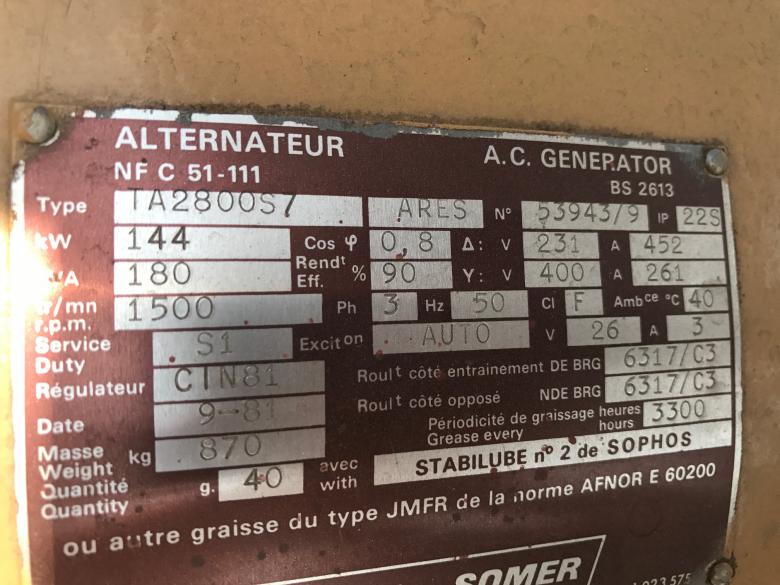 ALTERNATEUR A.C. GENERATOR
NF C 51-111 BS 2613
Type TA2800S7 ARES N° 53943/9 IP 22S
kW 144 Cos φ 0,8 Δ: V 231 A 452
180 Rendt Eff. % 90 Y: V 400 A 261
tr/mn r.p.m. 1500 Ph 3 Hz 50 Cl F Ambce °C 40
Service Duty S1 Exciton AUTO V 26 A 3
Régulateur CTN81 Roult côté entrainement DE BRG 6317/C3
Date 9-81 Roult côté opposé NDE BRG 6317/C3
Masse Weight kg 870 Périodicité de graissage heures
Grease every hours 3300
Quantité Quantity g. 40 avec with STABILUBE n° 2 de SOPHOS
ou autre graisse du type JMFR de la norme AFNOR E 60200
SOMER